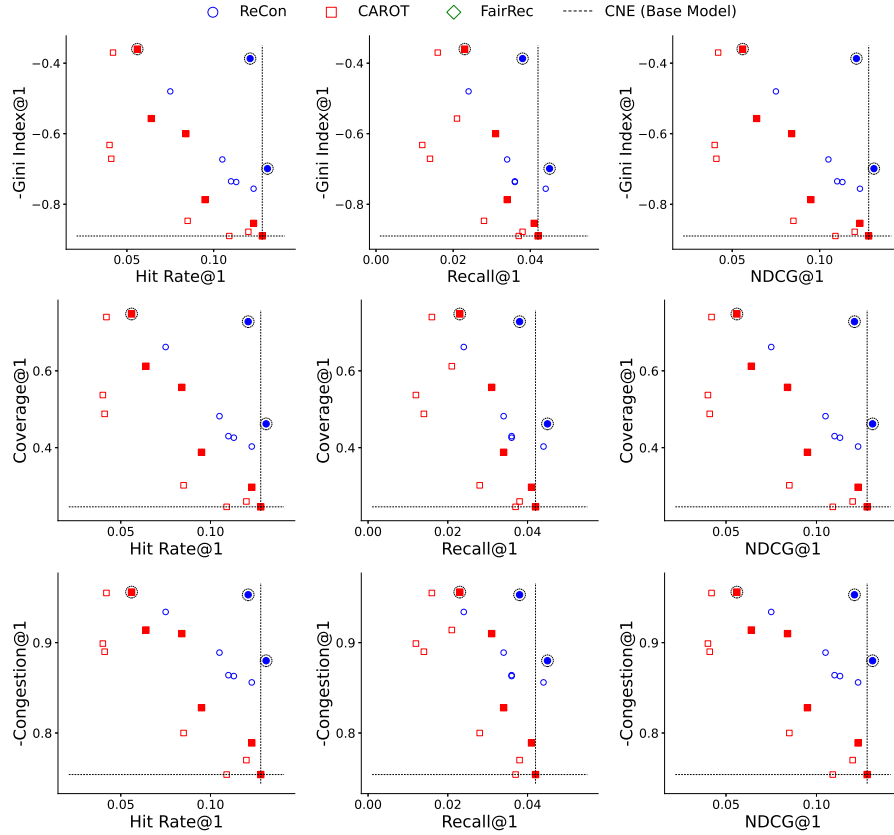 ReCon CAROT FairRec CNE (Base Model)
-Gini Index@1 −0.4 −0.6 −0.8 0.05 0.10 Hit Rate@1
-Gini Index@1 −0.4 −0.6 −0.8 0.00 0.02 0.04 Recall@1
-Gini Index@1 −0.4 −0.6 −0.8 0.05 0.10 NDCG@1
Coverage@1 0.6 0.4 0.05 0.10 Hit Rate@1
Coverage@1 0.6 0.4 0.00 0.02 0.04 Recall@1
Coverage@1 0.6 0.4 0.05 0.10 NDCG@1
-Congestion@1 0.9 0.8 0.05 0.10 Hit Rate@1
-Congestion@1 0.9 0.8 0.00 0.02 0.04 Recall@1
-Congestion@1 0.9 0.8 0.05 0.10 NDCG@1